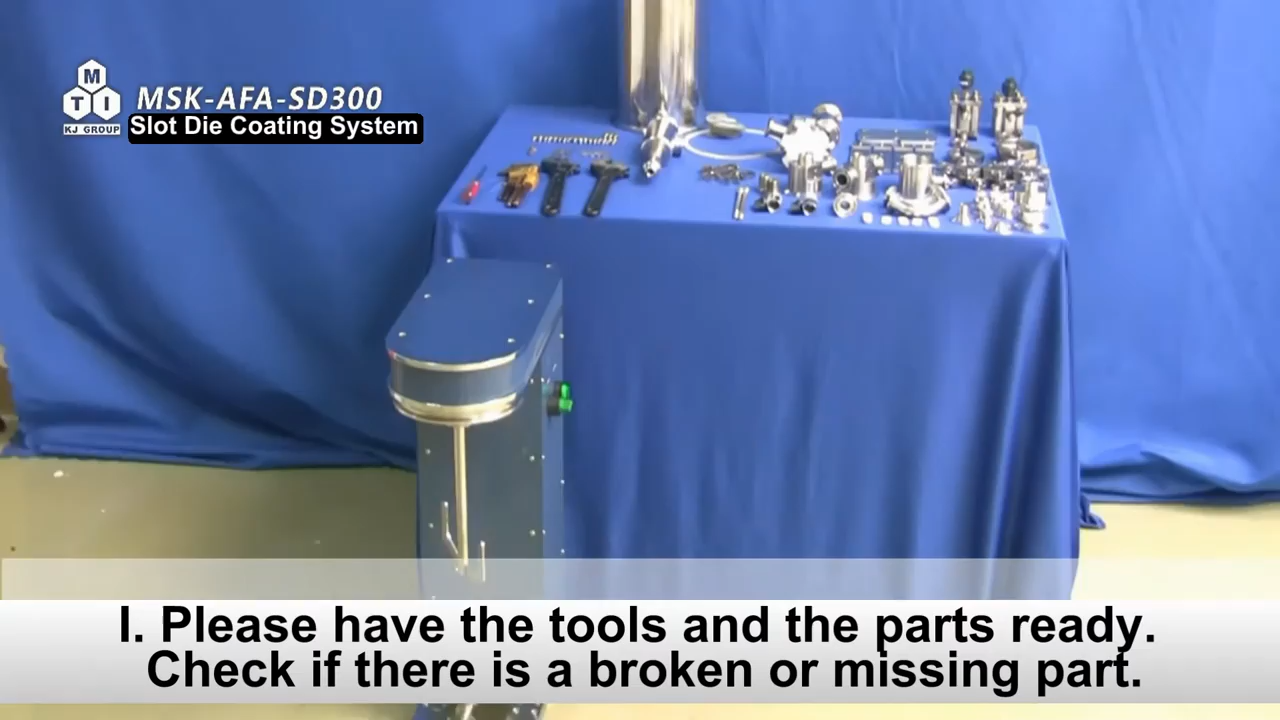 M
T I
KJ GROUP
MSK-AFA-SD300
Slot Die Coating System
I. Please have the tools and the parts ready.
Check if there is a broken or missing part.